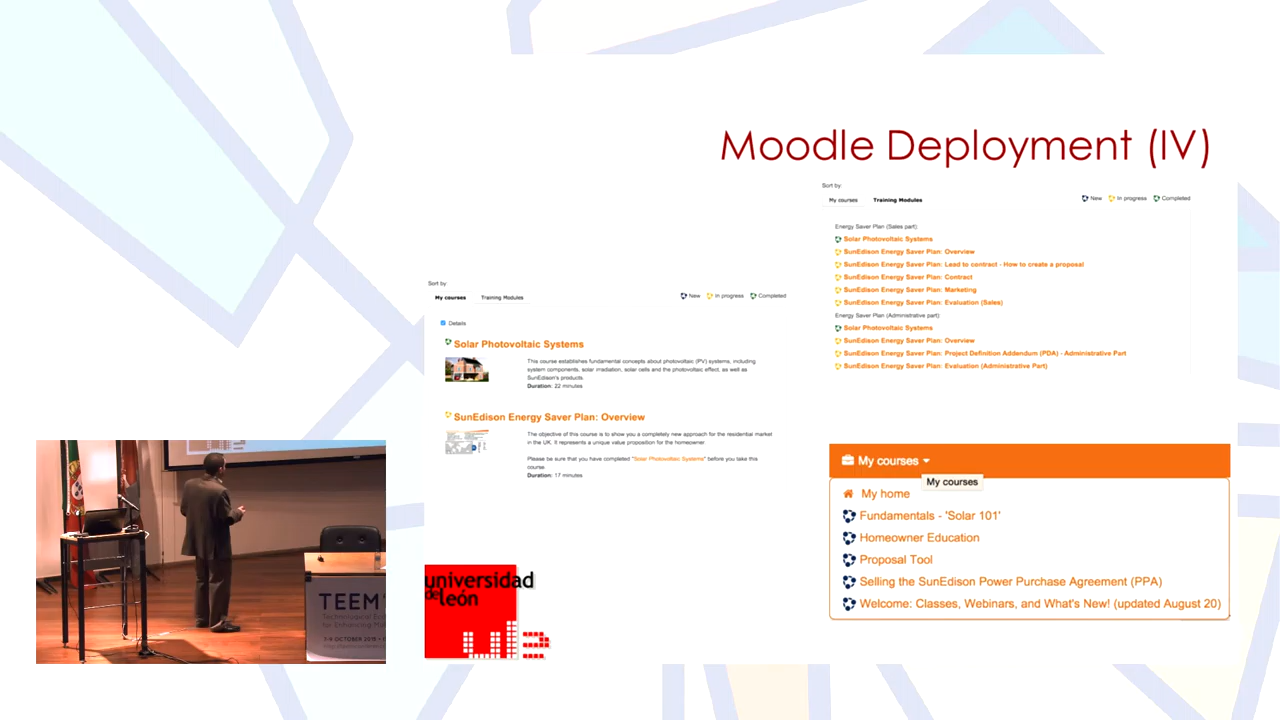 Moodle Deployment (IV)
Sort by:
My courses Training Modules New In progress Completed
Energy Saver Plan (Sales part):
Solar Photovoltaic Systems
SunEdison Energy Saver Plan: Overview
SunEdison Energy Saver Plan: Lead to contract - How to create a proposal
SunEdison Energy Saver Plan: Contract
SunEdison Energy Saver Plan: Marketing
SunEdison Energy Saver Plan: Evaluation (Sales)
Energy Saver Plan (Administrative part):
Solar Photovoltaic Systems
SunEdison Energy Saver Plan: Overview
SunEdison Energy Saver Plan: Project Definition Addendum (PDA) - Administrative Part
SunEdison Energy Saver Plan: Evaluation (Administrative Part)
Sort by:
My courses Training Modules New In progress Completed
Details
Solar Photovoltaic Systems
This course establishes fundamental concepts about photovoltaic (PV) systems, including
system components, solar irradiation, solar cells and the photovoltaic effect, as well as
SunEdison's products.
Duration: 22 minutes
SunEdison Energy Saver Plan: Overview
The objective of this course is to show you a completely new approach for the residential market
in the UK. It represents a unique value proposition for the homeowner
Please be sure that you have completed "Solar Photovoltaic Systems" before you take this
course.
Duration: 17 minutes
My courses
My courses
My home
Fundamentals - 'Solar 101'
Homeowner Education
Proposal Tool
Selling the SunEdison Power Purchase Agreement (PPA)
Welcome: Classes, Webinars, and What's New! (updated August 20)
universidad
de león
TEEM'
Technological Ec
for Enhancing Mu
7-9 OCTOBER 2015